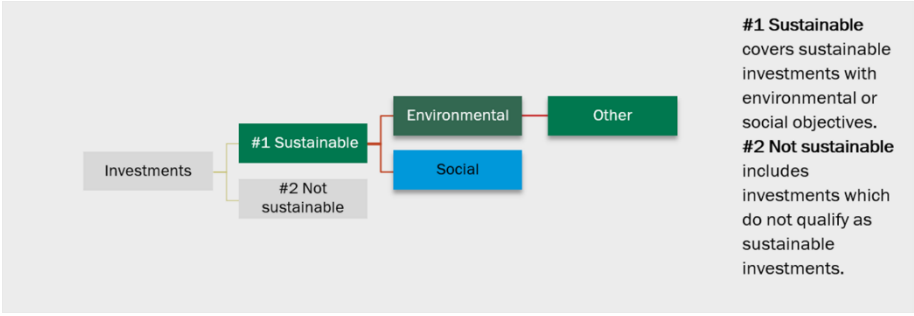 Investments
#1 Sustainable
#2 Not
sustainable
Environmental
Social
Other
#1 Sustainable
covers sustainable
investments with
environmental or
social objectives.
#2 Not sustainable
includes
investments which
do not qualify as
sustainable
investments.